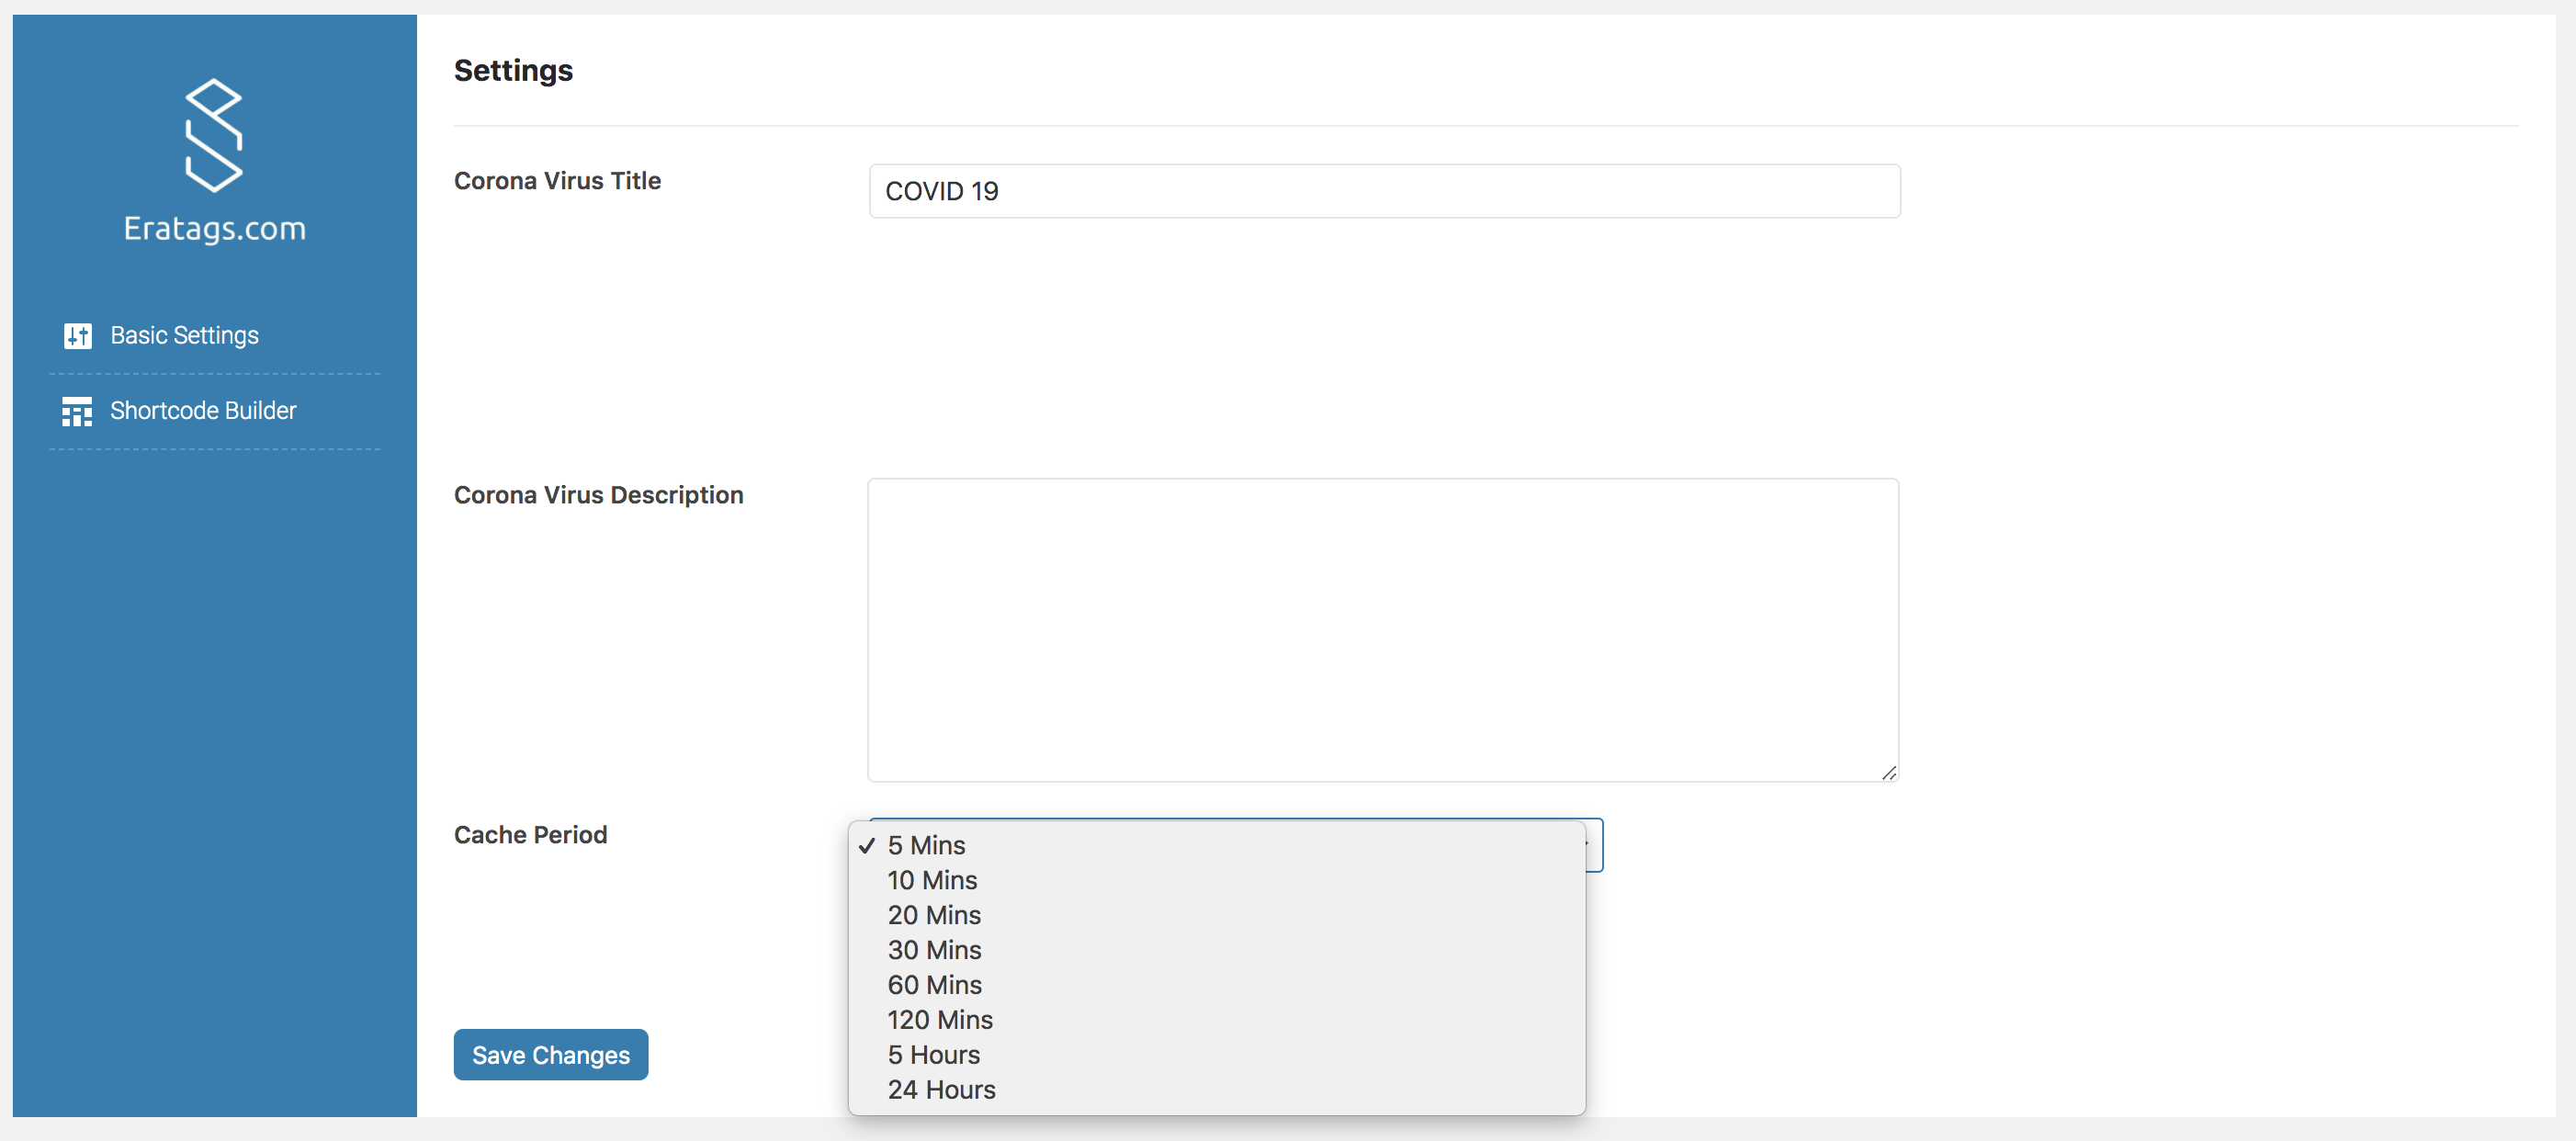 Eratags.com
Basic Settings
Shortcode Builder
Settings
Corona Virus Title
COVID 19
Corona Virus Description
Cache Period
✓ 5 Mins
10 Mins
20 Mins
30 Mins
60 Mins
120 Mins
5 Hours
24 Hours
Save Changes